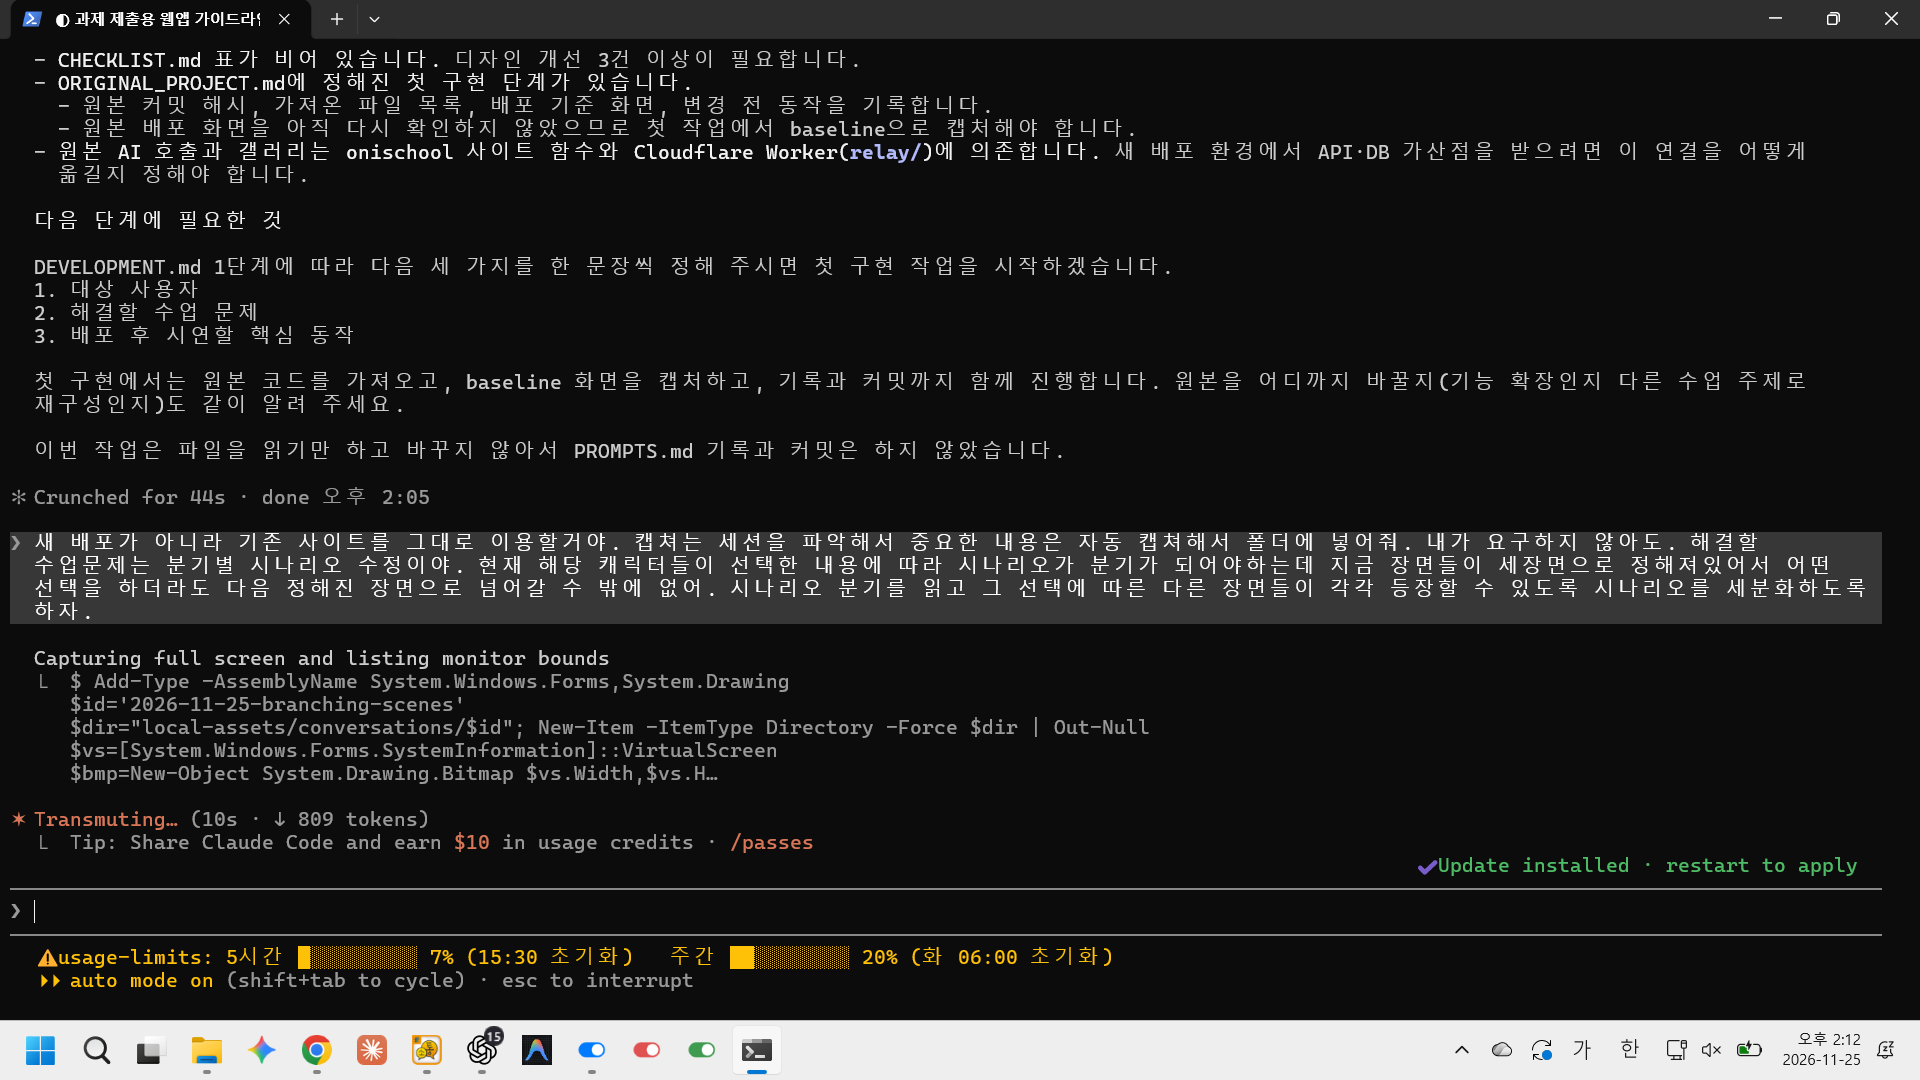 ◐ 과제 제출용 웹앱 가이드라인
- CHECKLIST.md 표가 비어 있습니다. 디자인 개선 3건 이상이 필요합니다.
- ORIGINAL_PROJECT.md에 정해진 첫 구현 단계가 있습니다.
- 원본 커밋 해시, 가져온 파일 목록, 배포 기준 화면, 변경 전 동작을 기록합니다.
- 원본 배포 화면을 아직 다시 확인하지 않았으므로 첫 작업에서 baseline으로 캡처해야 합니다.
- 원본 AI 호출과 갤러리는 onischool 사이트 함수와 Cloudflare Worker(relay/)에 의존합니다. 새 배포 환경에서 API·DB 가산점을 받으려면 이 연결을 어떻게
옮길지 정해야 합니다.
다음 단계에 필요한 것
DEVELOPMENT.md 1단계에 따라 다음 세 가지를 한 문장씩 정해 주시면 첫 구현 작업을 시작하겠습니다.
1. 대상 사용자
2. 해결할 수업 문제
3. 배포 후 시연할 핵심 동작
첫 구현에서는 원본 코드를 가져오고, baseline 화면을 캡처하고, 기록과 커밋까지 함께 진행합니다. 원본을 어디까지 바꿀지(기능 확장인지 다른 수업 주제로
재구성인지)도 같이 알려 주세요.
이번 작업은 파일을 읽기만 하고 바꾸지 않아서 PROMPTS.md 기록과 커밋은 하지 않았습니다.
✻ Crunched for 44s · done 오후 2:05
❯ 새 배포가 아니라 기존 사이트를 그대로 이용할거야. 캡쳐는 세션을 파악해서 중요한 내용은 자동 캡쳐해서 폴더에 넣어줘. 내가 요구하지 않아도. 해결할
수업문제는 분기별 시나리오 수정이야. 현재 해당 캐릭터들이 선택한 내용에 따라 시나리오가 분기가 되어야하는데 지금 장면들이 세장면으로 정해져있어서 어떤
선택을 하더라도 다음 정해진 장면으로 넘어갈 수 밖에 없어. 시나리오 분기를 읽고 그 선택에 따른 다른 장면들이 각각 등장할 수 있도록 시나리오를 세분화하도록
하자.
Capturing full screen and listing monitor bounds
└ $ Add-Type -AssemblyName System.Windows.Forms,System.Drawing
$id='2026-11-25-branching-scenes'
$dir="local-assets/conversations/$id"; New-Item -ItemType Directory -Force $dir | Out-Null
$vs=[System.Windows.Forms.SystemInformation]::VirtualScreen
$bmp=New-Object System.Drawing.Bitmap $vs.Width,$vs.H…
✶ Transmuting… (10s · ↓ 809 tokens)
└ Tip: Share Claude Code and earn $10 in usage credits · /passes
✔Update installed · restart to apply
❯
⚠usage-limits: 5시간 7% (15:30 초기화) 주간 20% (화 06:00 초기화)
⏵⏵ auto mode on (shift+tab to cycle) · esc to interrupt
15
가 한
오후 2:12
2026-11-25